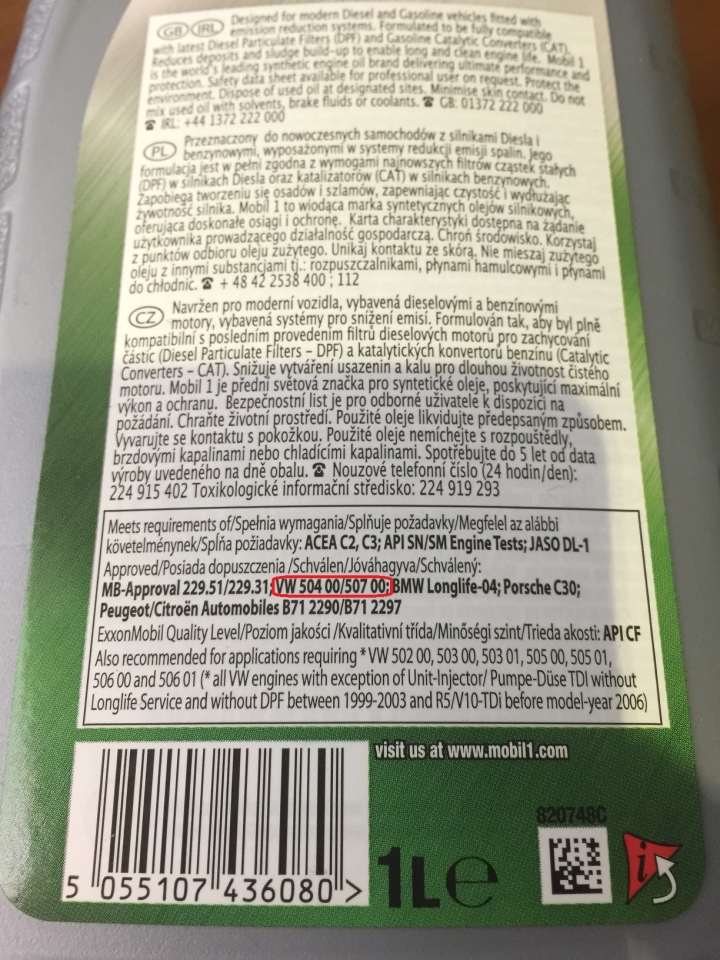 GB IRL Designed for modern Diesel and Gasoline vehicles fitted with
emission reduction systems. Formulated to be fully compatible
with latest Diesel Particulate Filters (DPF) and Gasoline Catalytic Converters (CAT).
Reduces deposits and sludge build-up to enable long and clean engine life. Mobil 1
is the world's leading synthetic engine oil brand delivering ultimate performance and
protection. Safety data sheet available for professional user on request. Protect the
environment. Dispose of used oil at designated sites. Minimise skin contact. Do not
mix used oil with solvents, brake fluids or coolants. ☎ GB: 01372 222 000
☎ IRL: +44 1372 222 000
PL Przeznaczony do nowoczesnych samochodów z silnikami Diesla i
benzynowymi, wyposażonymi w systemy redukcji emisji spalin. Jego
formulacja jest w pełni zgodna z wymogami najnowszych filtrów cząstek stałych
(DPF) w silnikach Diesla oraz katalizatorów (CAT) w silnikach benzynowych.
Zapobiega tworzeniu się osadów i szlamów, zapewniając czystość i wydłużając
żywotność silnika. Mobil 1 to wiodąca marka syntetycznych olejów silnikowych,
oferująca doskonałe osiągi i ochronę. Karta charakterystyki dostępna na żądanie
użytkownika prowadzącego działalność gospodarczą. Chroń środowisko. Korzystaj
z punktów odbioru oleju zużytego. Unikaj kontaktu ze skórą. Nie mieszaj zużytego
oleju z innymi substancjami tj.: rozpuszczalnikami, płynami hamulcowymi i płynami
do chłodnic. ☎ + 48 42 2538 400 ; 112
CZ Navržen pro moderní vozidla, vybavená dieselovými a benzínovými
motory, vybavená systémy pro snížení emisí. Formulován tak, aby byl plně
kompatibilní s posledním provedením filtrů dieselových motorů pro zachycování
částic (Diesel Particulate Filters – DPF) a katalytických konvertorů benzinu (Catalytic
Converters – CAT). Snižuje vytváření usazenin a kalu pro dlouhou životnost čistého
motoru. Mobil 1 je přední světová značka pro syntetické oleje, poskytující maximální
výkon a ochranu. Bezpečnostní list je pro odborné uživatele k dispozici na
požádání. Chraňte životní prostředí. Použité oleje likvidujte předepsaným způsobem.
Vyvarujte se kontaktu s pokožkou. Použité oleje nemíchejte s rozpouštědly,
brzdovými kapalinami nebo chladícími kapalinami. Spotřebujte do 5 let od data
výroby uvedeného na dně obalu. ☎ Nouzové telefonní číslo (24 hodin/den):
224 915 402 Toxikologické informační středisko: 224 919 293
Meets requirements of/Spełnia wymagania/Splňuje požadavky/Megfelel az alábbi
követelménynek/Spĺňa požiadavky: ACEA C2, C3; API SN/SM Engine Tests; JASO DL-1
Approved/Posiada dopuszczenia /Schválen/Jóváhagyva/Schválený:
MB-Approval 229.51/229.31; VW 504 00/507 00; BMW Longlife-04; Porsche C30;
Peugeot/Citroën Automobiles B71 2290/B71 2297
ExxonMobil Quality Level/Poziom jakości /Kvalitativní třída/Minőségi szint/Trieda akosti: API CF
Also recommended for applications requiring * VW 502 00, 503 00, 503 01, 505 00, 505 01,
506 00 and 506 01 (* all VW engines with exception of Unit-Injector/ Pumpe-Düse TDI without
Longlife Service and without DPF between 1999-2003 and R5/V10-TDi before model-year 2006)
visit us at www.mobil1.com
820748C
5 055107 436080 >
1L e
i